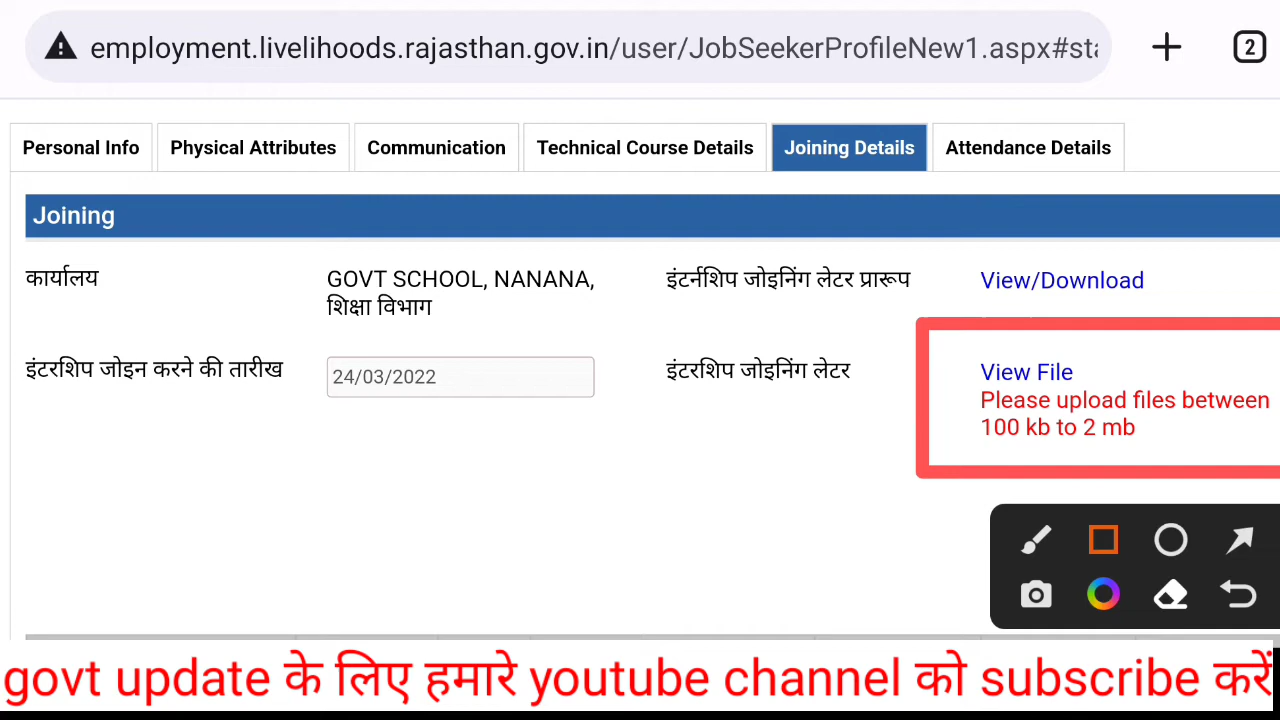 employment.livelihoods.rajasthan.gov.in/user/JobSeekerProfileNew1.aspx#sta
2
Personal Info
Physical Attributes
Communication
Technical Course Details
Joining Details
Attendance Details
Joining
कार्यालय
GOVT SCHOOL, NANANA,
शिक्षा विभाग
इंटर्नशिप जोइनिंग लेटर प्रारूप
View/Download
इंटरशिप जोइन करने की तारीख
24/03/2022
इंटरशिप जोइनिंग लेटर
View File
Please upload files between
100 kb to 2 mb
govt update के लिए हमारे youtube channel को subscribe करें